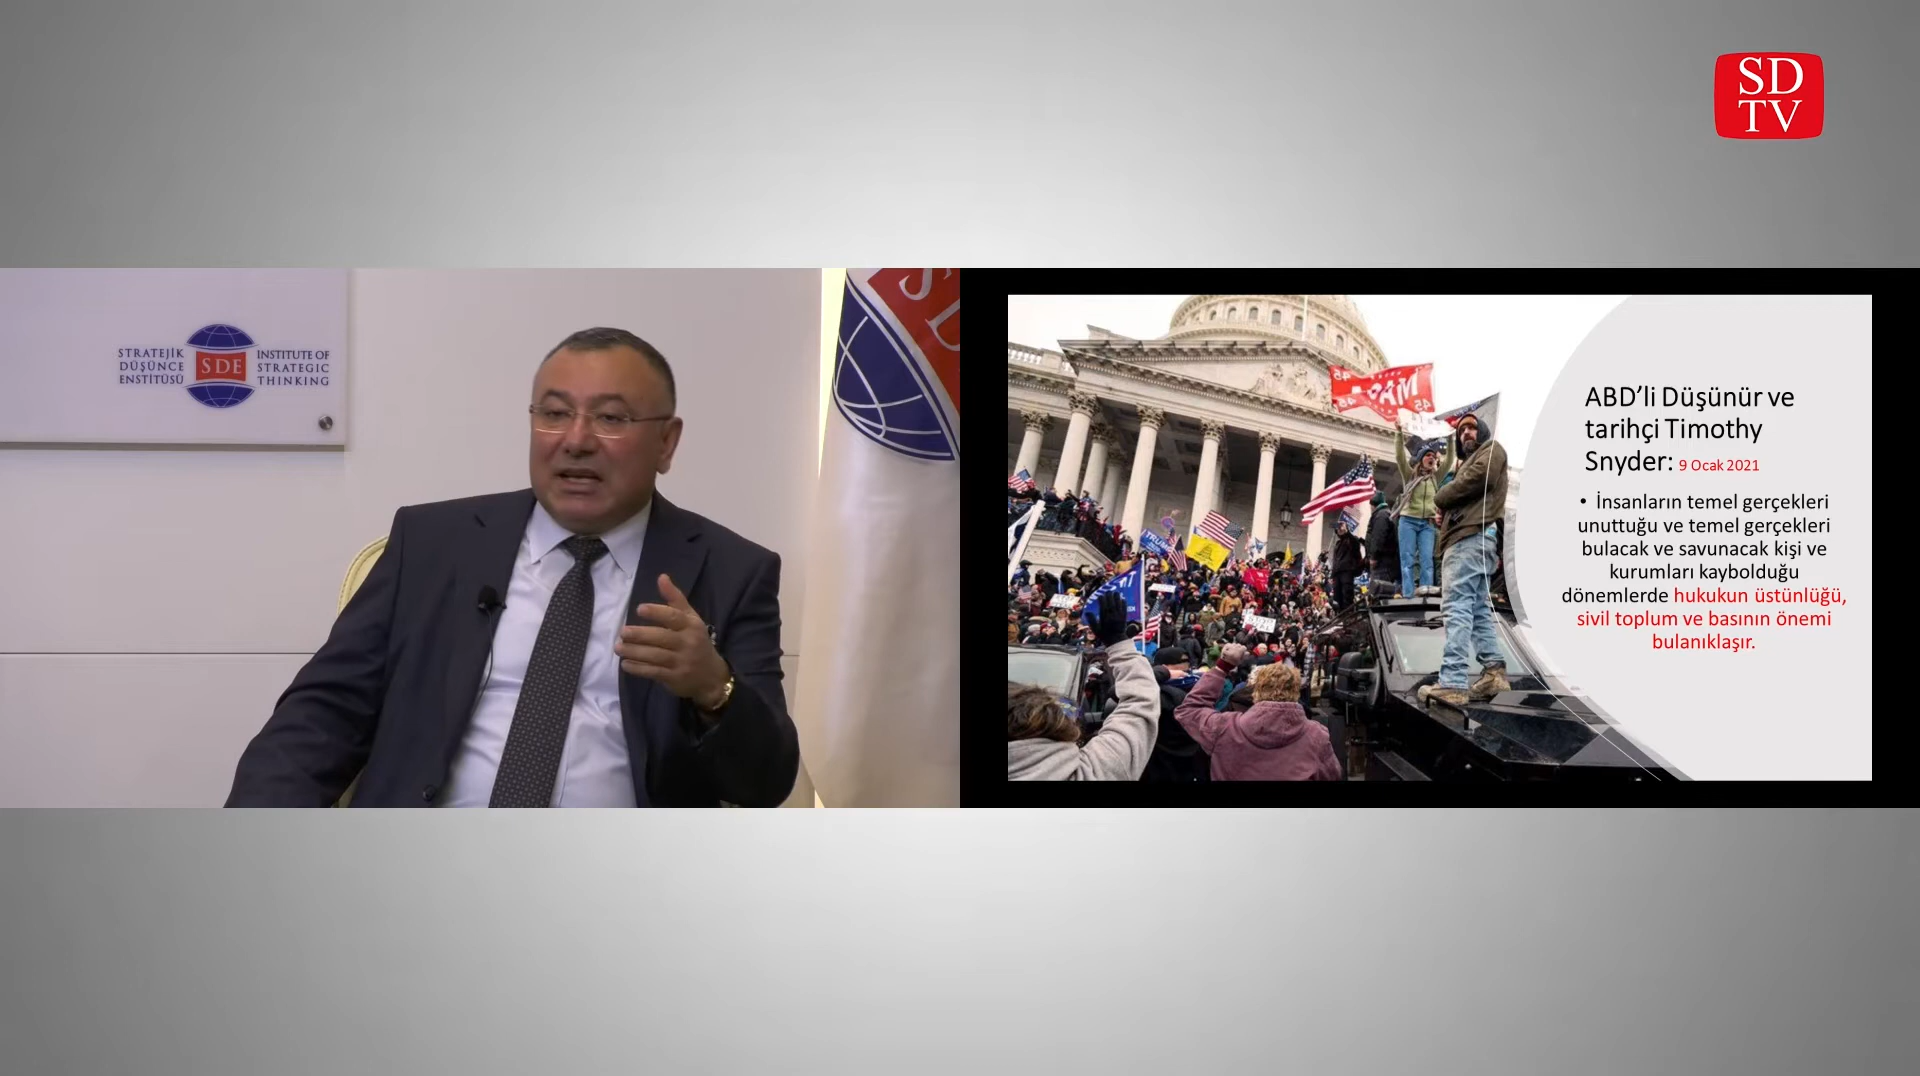 SD
TV
STRATEJİK
DÜŞÜNCE
ENSTİTÜSÜ
SDE
INSTITUTE OF
STRATEGIC
THINKING
SD
ABD'li Düşünür ve
tarihçi Timothy
Snyder: 9 Ocak 2021
• İnsanların temel gerçekleri
unuttuğu ve temel gerçekleri
bulacak ve savunacak kişi ve
kurumları kaybolduğu
dönemlerde hukukun üstünlüğü,
sivil toplum ve basının önemi
bulanıklaşır.
TRUMP